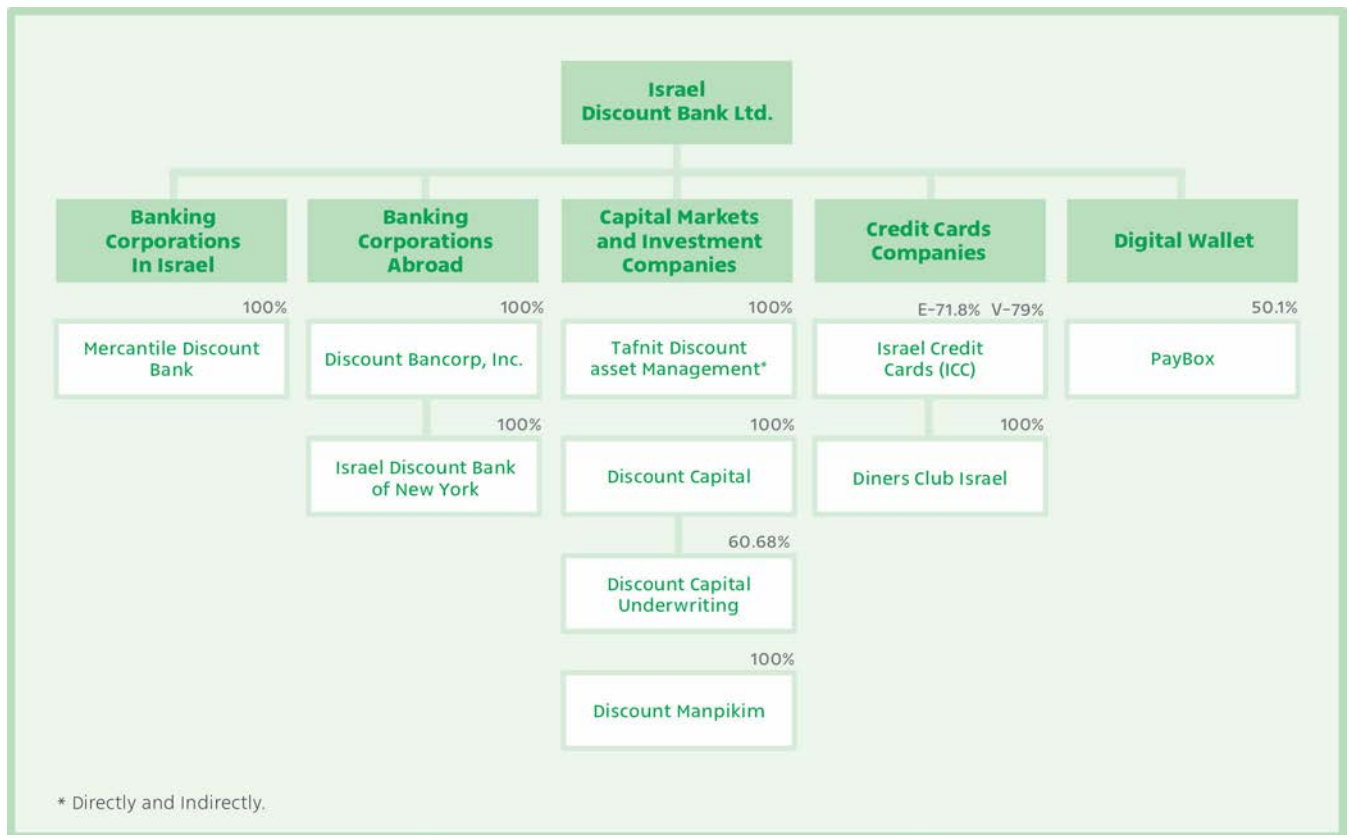 Israel
Discount Bank Ltd.
Banking
Corporations
In Israel
100%
Mercantile Discount
Bank
Banking
Corporations
Abroad
100%
Discount Bancorp, Inc.
100%
Israel Discount Bank
of New York
Capital Markets
and Investment
Companies
100%
Tafnit Discount
asset Management*
100%
Discount Capital
60.68%
Discount Capital
Underwriting
100%
Discount Manpikim
Credit Cards
Companies
E-71.8% V-79%
Israel Credit
Cards (ICC)
100%
Diners Club Israel
Digital Wallet
50.1%
PayBox
* Directly and Indirectly.